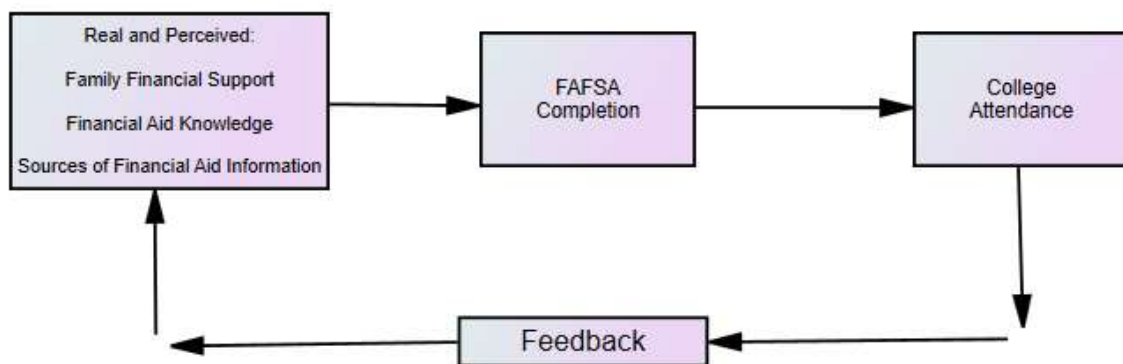 Real and Perceived:
Family Financial Support
Financial Aid Knowledge
Sources of Financial Aid Information
FAFSA
Completion
College
Attendance
Feedback